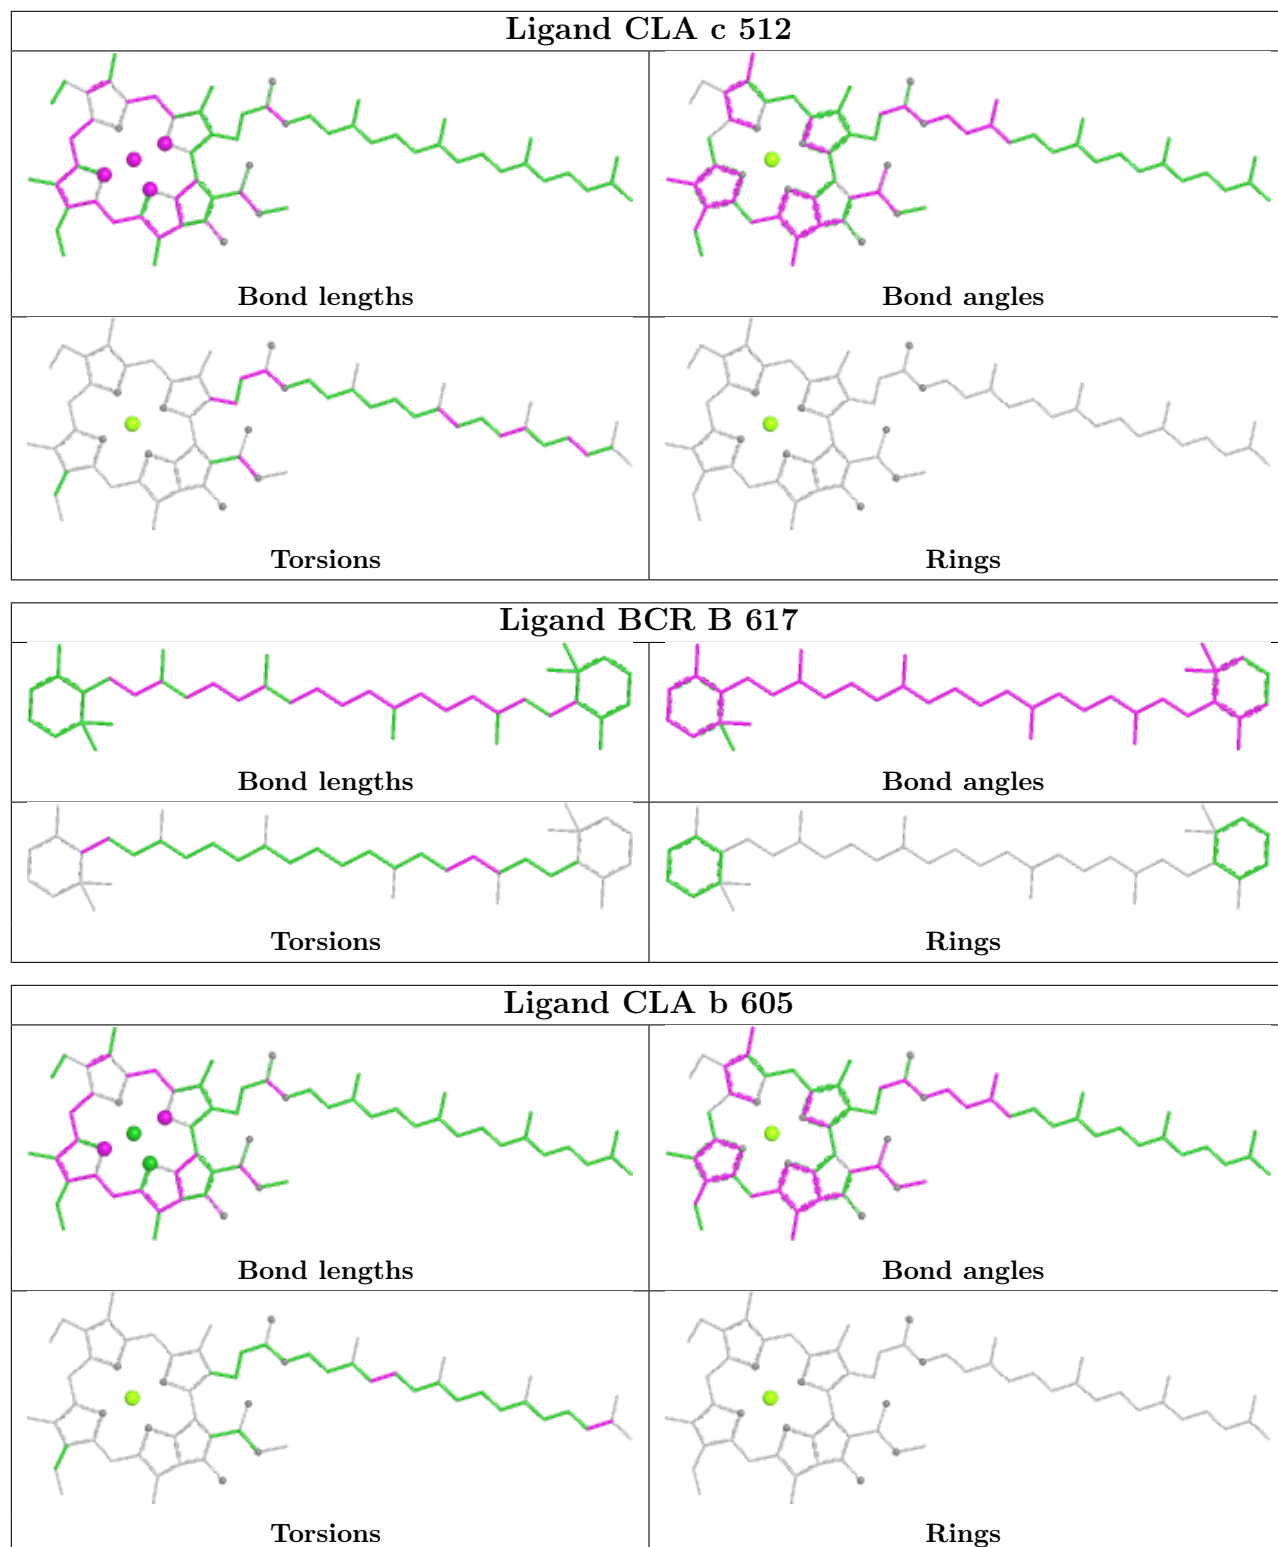 Ligand CLA c 512
Bond lengths
Bond angles
Torsions
Rings
Ligand BCR B 617
Bond lengths
Bond angles
Torsions
Rings
Ligand CLA b 605
Bond lengths
Bond angles
Torsions
Rings